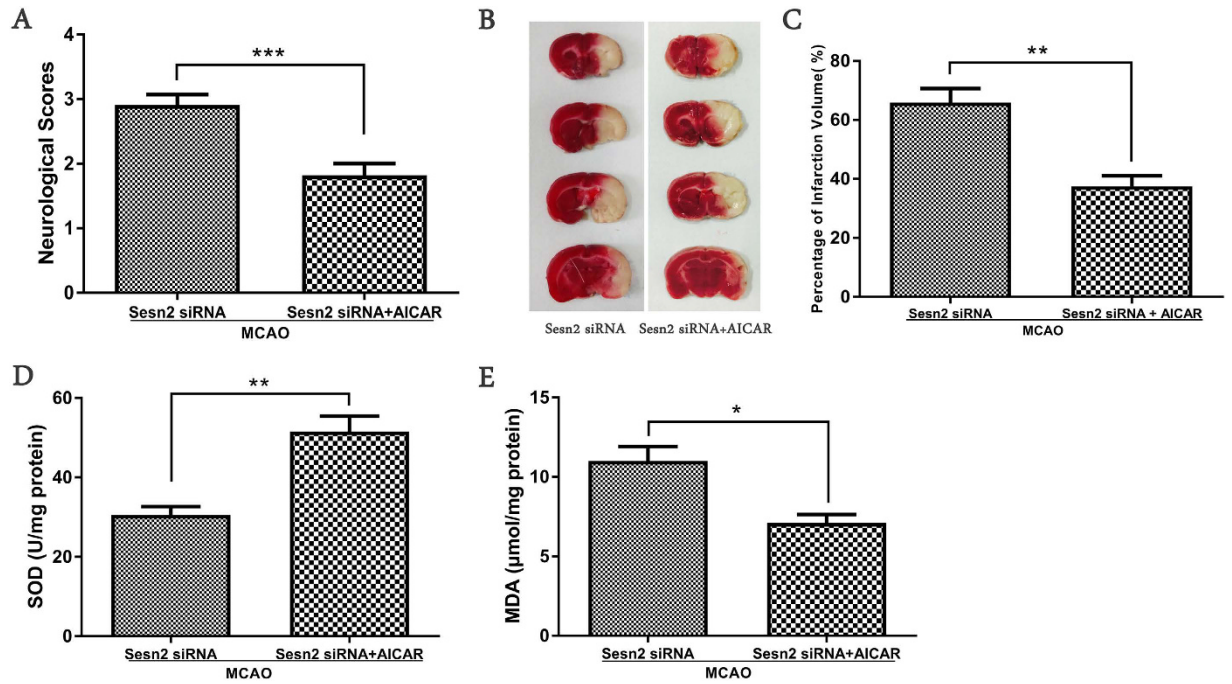 A
Neurological Scores
4
3
2
1
0
***
Sesn2 siRNA
Sesn2 siRNA+AICAR
MCAO
B
Sesn2 siRNA
Sesn2 siRNA+AICAR
C
Percentage of Infarction Volume( %)
80
60
40
20
0
**
Sesn2 siRNA
Sesn2 siRNA + AICAR
MCAO
D
SOD (U/mg protein)
60
40
20
0
**
Sesn2 siRNA
Sesn2 siRNA+AICAR
MCAO
E
MDA (μmol/mg protein)
15
10
5
0
*
Sesn2 siRNA
Sesn2 siRNA+AICAR
MCAO